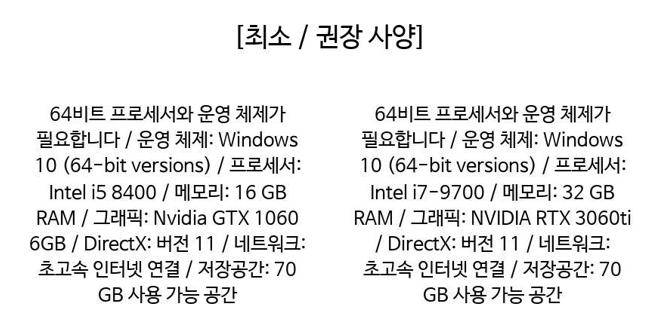 [최소 / 권장 사양]
64비트 프로세서와 운영 체제가
필요합니다 / 운영 체제: Windows
10 (64-bit versions) / 프로세서:
Intel i5 8400 / 메모리: 16 GB
RAM / 그래픽: Nvidia GTX 1060
6GB / DirectX: 버전 11 / 네트워크:
초고속 인터넷 연결 / 저장공간: 70
GB 사용 가능 공간
64비트 프로세서와 운영 체제가
필요합니다 / 운영 체제: Windows
10 (64-bit versions) / 프로세서:
Intel i7-9700 / 메모리: 32 GB
RAM / 그래픽: NVIDIA RTX 3060ti
/ DirectX: 버전 11 / 네트워크:
초고속 인터넷 연결 / 저장공간: 70
GB 사용 가능 공간